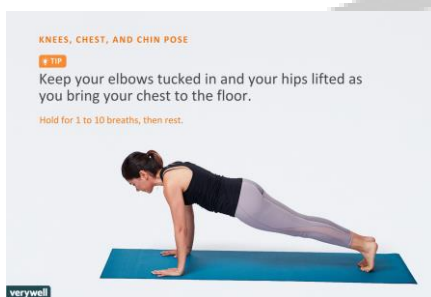 KNEES, CHEST, AND CHIN POSE
TIP
Keep your elbows tucked in and your hips lifted as
you bring your chest to the floor.
Hold for 1 to 10 breaths, then rest.
verywell